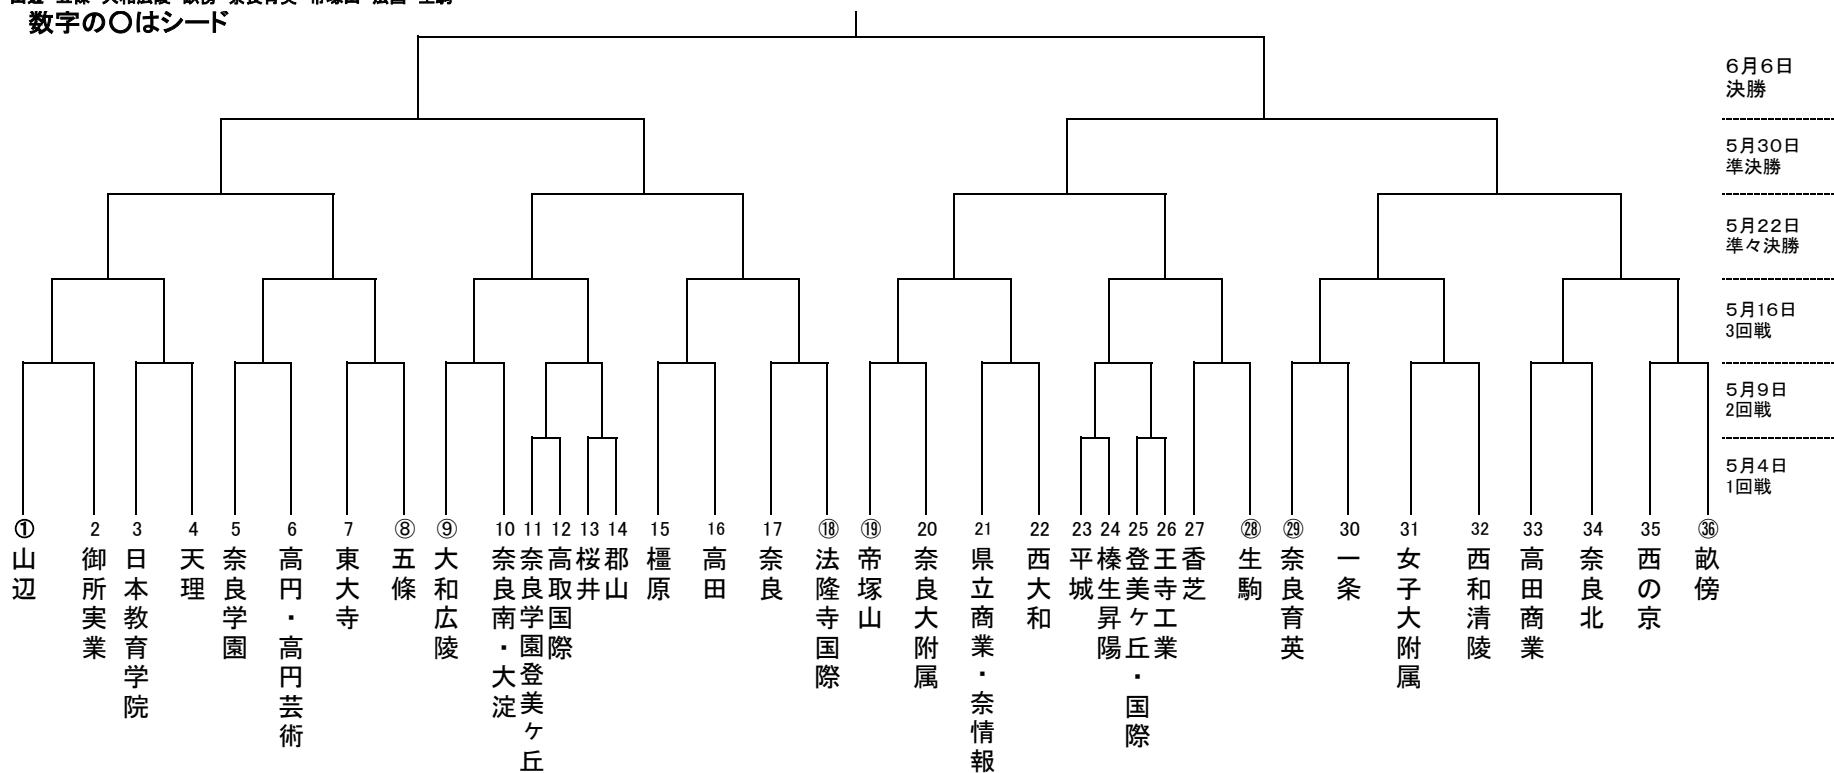 数字の〇はシード
6月6日
決勝
5月30日
準決勝
5月22日
準々決勝
5月16日
3回戦
5月9日
2回戦
5月4日
1回戦
① 山辺
2 御所実業
3 日本教育学院
4 天理
5 奈良学園
6 高円・高円芸術
7 東大寺
⑧ 五條
⑨ 大和広陵
10 奈良南・大淀
11 奈良学園登美ヶ丘
12 高取国際
13 桜井
14 郡山
15 橿原
16 高田
17 奈良
⑱ 法隆寺国際
⑲ 帝塚山
20 奈良大附属
21 県立商業・奈情報
22 西大和
23 平城
24 榛生昇陽
25 登美ヶ丘・国際
26 王寺工業
27 香芝
㉘ 生駒
㉙ 奈良育英
30 一条
31 女子大附属
32 西和清陵
33 高田商業
34 奈良北
35 西の京
㊱ 畝傍